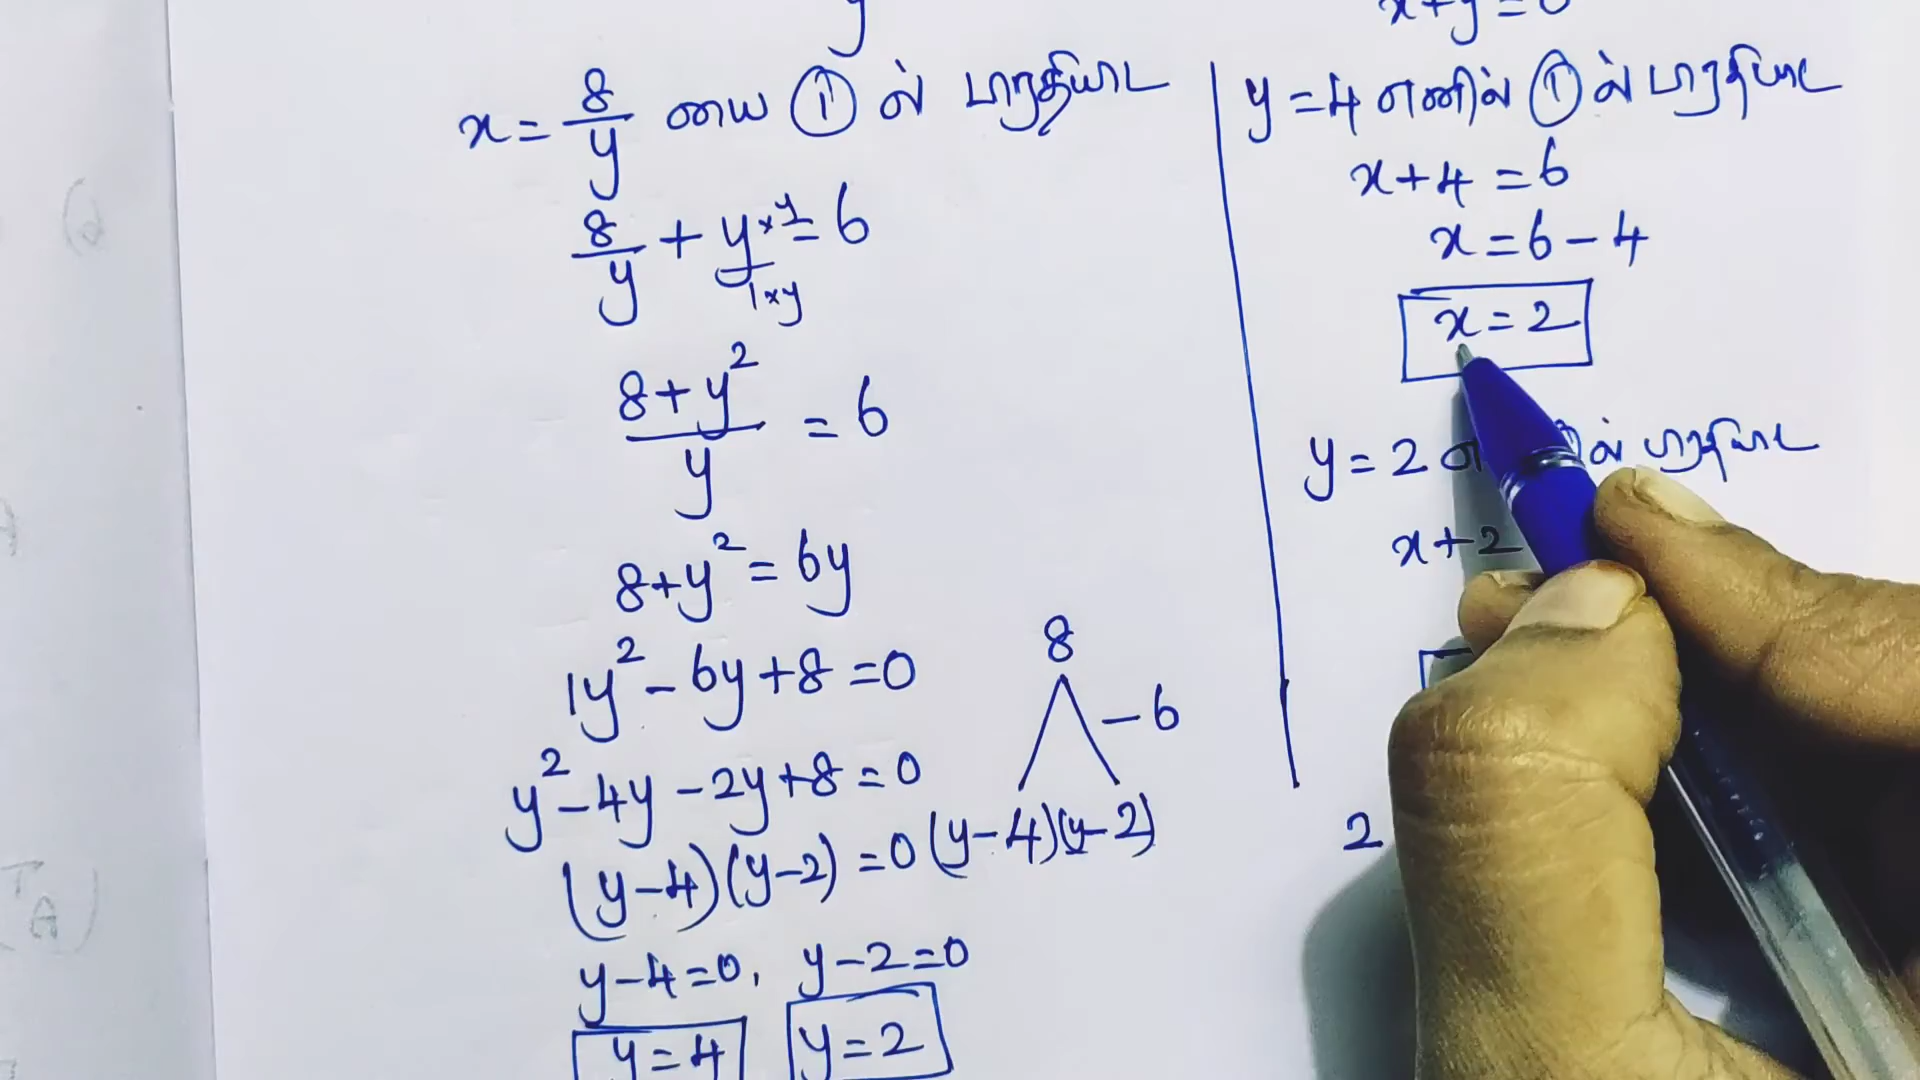 x = 8/y ஐய ① ல் பிரதியிட
8/y + y×y/1×y = 6
8+y²/y = 6
8+y² = 6y
1y² - 6y + 8 = 0
y² - 4y - 2y + 8 = 0
(y-4)(y-2) = 0
y-4=0, y-2=0
y=4 y=2
8
-6
(y-4)(y-2)
y = 4 எனில் ① ல் பிரதியிட
x+4 = 6
x = 6-4
x = 2
y = 2 ல் பிரதியிட
x+2
2